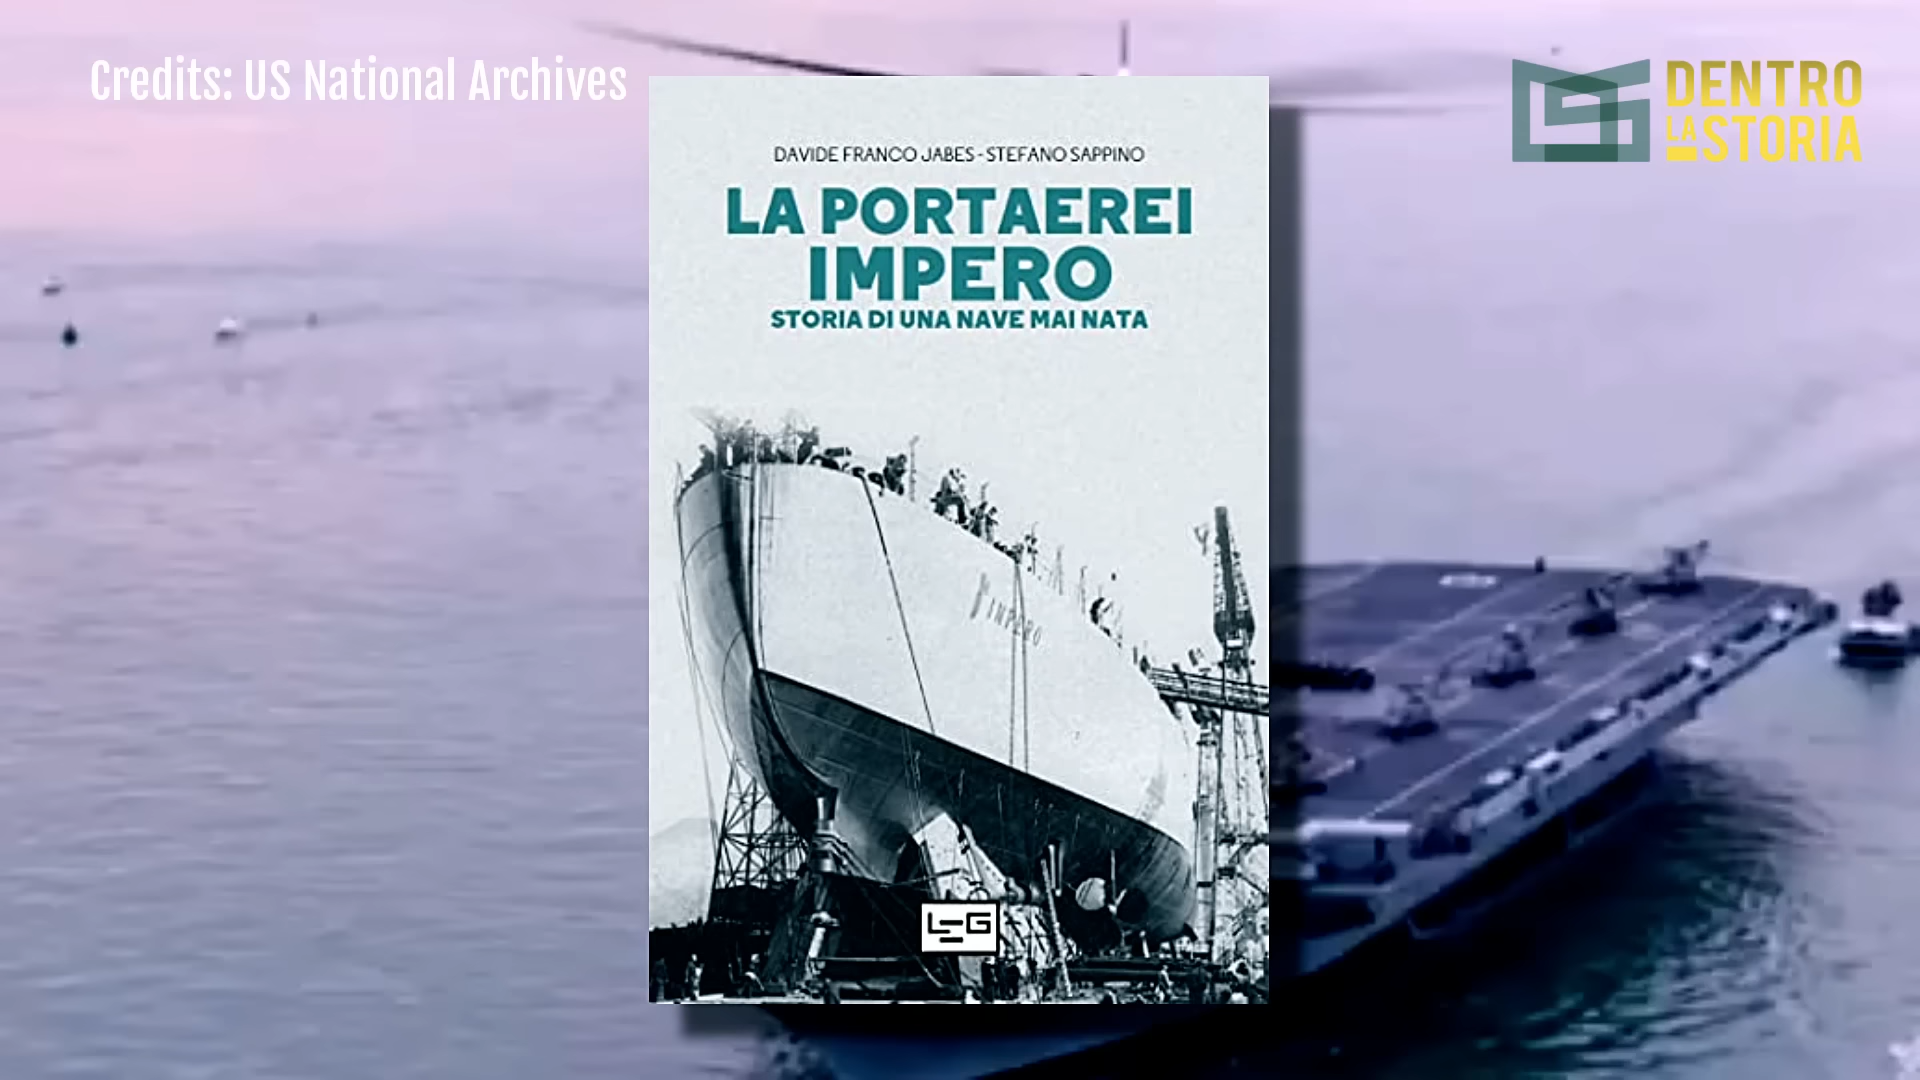 Credits: US National Archives
DENTRO
LA STORIA
DAVIDE FRANCO JABES - STEFANO SAPPINO
LA PORTAEREI
IMPERO
STORIA DI UNA NAVE MAI NATA
IMPERO
LEG